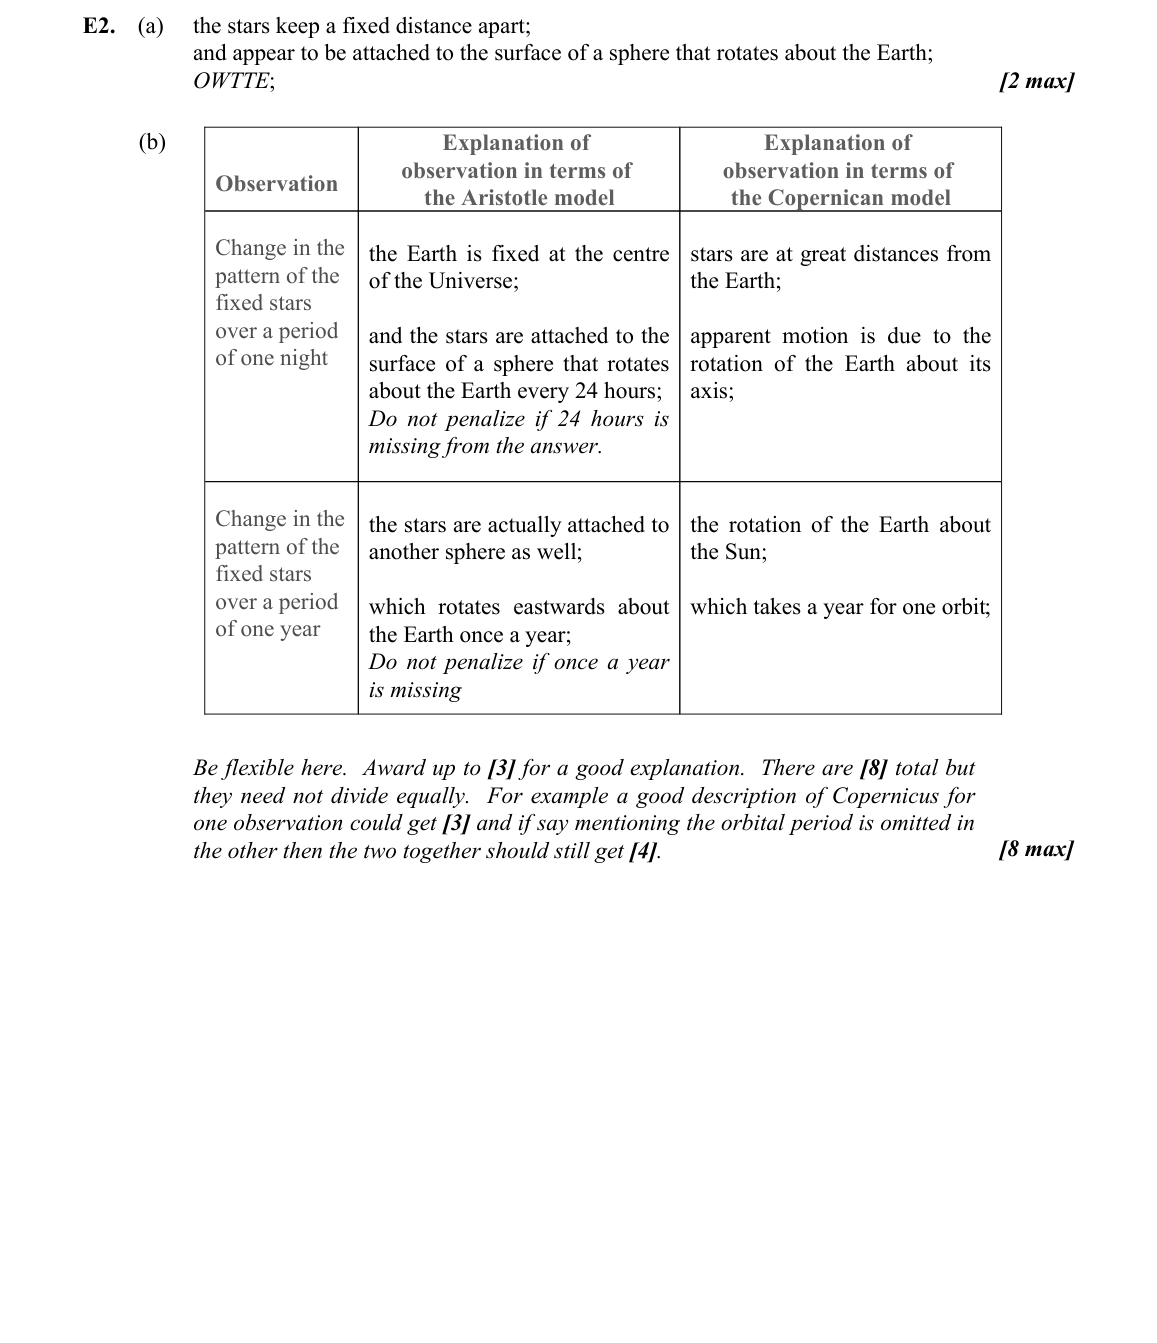 E2. (a) the stars keep a fixed distance apart;
and appear to be attached to the surface of a sphere that rotates about the Earth;
OWTTE; [2 max]
(b)
Observation
Explanation of
observation in terms of
the Aristotle model
Explanation of
observation in terms of
the Copernican model
Change in the
pattern of the
fixed stars
over a period
of one night
the Earth is fixed at the centre
of the Universe;
and the stars are attached to the
surface of a sphere that rotates
about the Earth every 24 hours;
Do not penalize if 24 hours is
missing from the answer.
stars are at great distances from
the Earth;
apparent motion is due to the
rotation of the Earth about its
axis;
Change in the
pattern of the
fixed stars
over a period
of one year
the stars are actually attached to
another sphere as well;
which rotates eastwards about
the Earth once a year;
Do not penalize if once a year
is missing
the rotation of the Earth about
the Sun;
which takes a year for one orbit;
Be flexible here. Award up to [3] for a good explanation. There are [8] total but
they need not divide equally. For example a good description of Copernicus for
one observation could get [3] and if say mentioning the orbital period is omitted in
the other then the two together should still get [4]. [8 max]